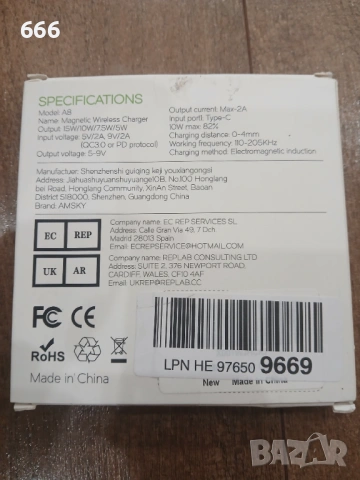 666
SPECIFICATIONS
Model: A8
Name: Magnetic Wireless Charger
Output: 15W/10W/7.5W/5W
Input voltage: 5V/2A, 9V/2A
(QC3.0 or PD protocol)
Output voltage: 5-9V
Output current: Max-2A
Input port1: Type-C
10W max: 82%
Charging distance: 0-4mm
Working frequency: 110-205KHz
Charging method: Electromagnetic induction
Manufactuer: Shenzhenshi guiqing keji youxiangongsi
Address: Jiahuashuyuanshuyuange10B, No.100 Honglang
bei Road, Honglang Community, XinAn Street, Baoan
District 518000, Shenzhen, Guangdong China
Brand: AMSKY
EC REP
Company name: EC REP SERVICES SL
Address: Calle Gran Via 49, 7 Dch
Madrid 28013 Spain
Email: ECREPSERVICE@HOTMAIL.COM
UK AR
Company name: REPLAB CONSULTING LTD
Address: SUITE 2, 376 NEWPORT ROAD,
CARDIFF, WALES, CF10 4AF
Email: UKREP@REPLAB.CC
FC CE
RoHS
Made in China
LPN HE 97650 9669
New Made In China
BAZAR